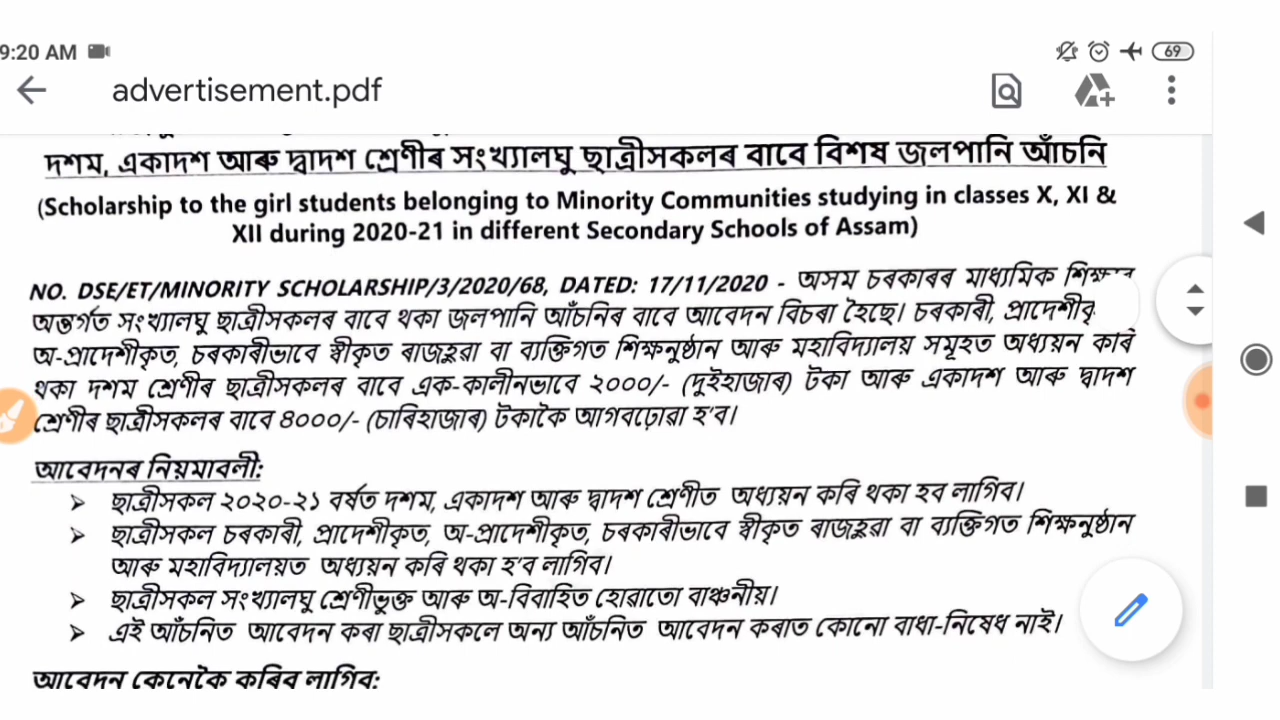 9:20 AM
69
advertisement.pdf
দশম, একাদশ আৰু দ্বাদশ শ্ৰেণীৰ সংখ্যালঘু ছাত্ৰীসকলৰ বাবে বিশেষ জলপানি আঁচনি
(Scholarship to the girl students belonging to Minority Communities studying in classes X, XI &
XII during 2020-21 in different Secondary Schools of Assam)
NO. DSE/ET/MINORITY SCHOLARSHIP/3/2020/68, DATED: 17/11/2020 - অসম চৰকাৰৰ মাধ্যমিক
অন্তৰ্গত সংখ্যালঘু ছাত্ৰীসকলৰ বাবে থকা জলপানি আঁচনিৰ বাবে আবেদন বিচৰা হৈছে। চৰকাৰী,
অ-প্ৰাদেশীকৃত, চৰকাৰীভাবে স্বীকৃত ৰাজহুৱা বা ব্যক্তিগত শিক্ষনুষ্ঠান আৰু মহাবিদ্যালয় সমূহত অধ্যয়ন কৰি
থকা দশম শ্ৰেণীৰ ছাত্ৰীসকলৰ বাবে এক-কালীনভাবে ২০০০/- (দুইহাজাৰ) টকা আৰু একাদশ আৰু দ্বাদশ
শ্ৰেণীৰ ছাত্ৰীসকলৰ বাবে ৪০০০/- (চাৰিহাজাৰ) টকাকৈ আগবঢ়োৱা হ'ব।
আবেদনৰ নিয়মাবলী:
➢ ছাত্ৰীসকল ২০২০-২১ বৰ্ষত দশম, একাদশ আৰু দ্বাদশ শ্ৰেণীত অধ্যয়ন কৰি থকা হব লাগিব।
➢ ছাত্ৰীসকল চৰকাৰী, প্ৰাদেশীকৃত, অ-প্ৰাদেশীকৃত, চৰকাৰীভাবে স্বীকৃত ৰাজহুৱা বা ব্যক্তিগত শিক্ষনুষ্ঠান
আৰু মহাবিদ্যালয়ত অধ্যয়ন কৰি থকা হ'ব লাগিব।
➢ ছাত্ৰীসকল সংখ্যালঘু শ্ৰেণীভুক্ত আৰু অ-বিবাহিত হোৱাতো বাঞ্চনীয়।
➢ এই আঁচনিত আবেদন কৰা ছাত্ৰীসকলে অন্য আঁচনিত আবেদন কৰাত কোনো বাধা-নিষেধ নাই।
আবেদন কেনেকৈ কৰিব লাগিব: